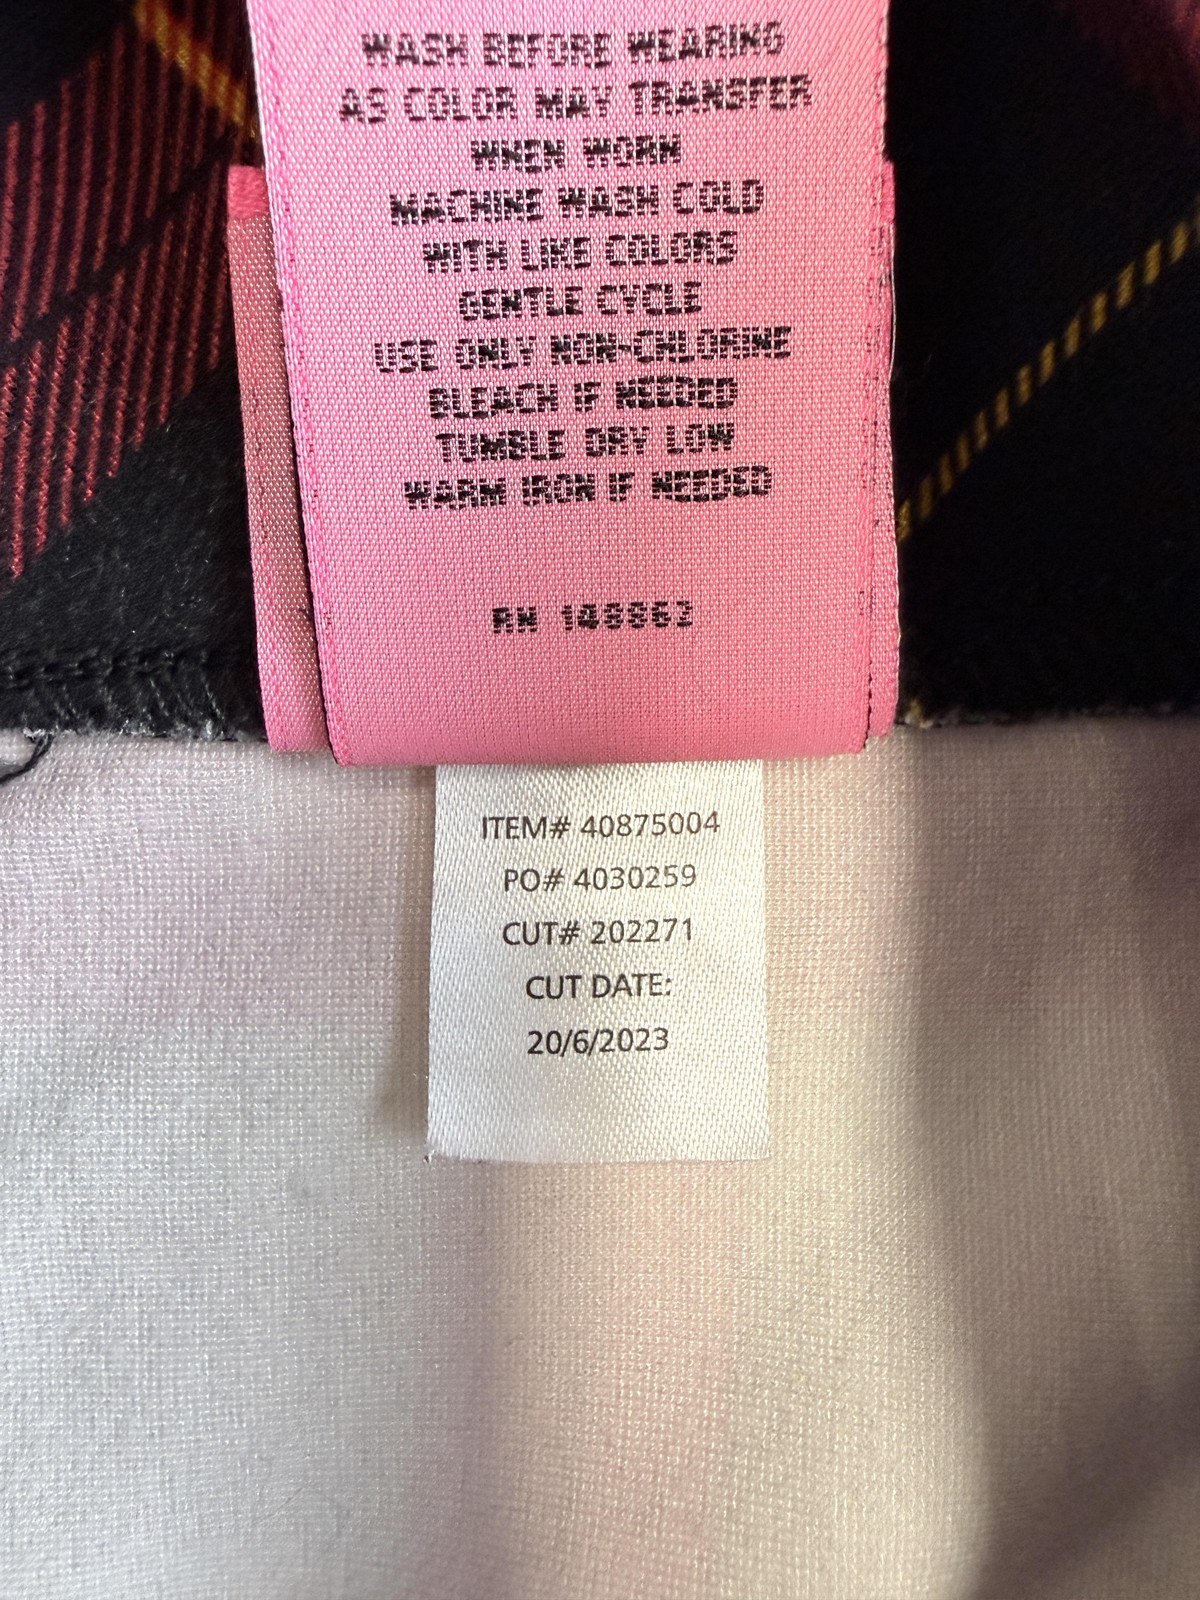 WASH BEFORE WEARING
AS COLOR MAY TRANSFER
WHEN WORN
MACHINE WASH COLD
WITH LIKE COLORS
GENTLE CYCLE
USE ONLY NON-CHLORINE
BLEACH IF NEEDED
TUMBLE DRY LOW
WARM IRON IF NEEDED
RN 148862
ITEM# 40875004
PO# 4030259
CUT# 202271
CUT DATE:
20/6/2023